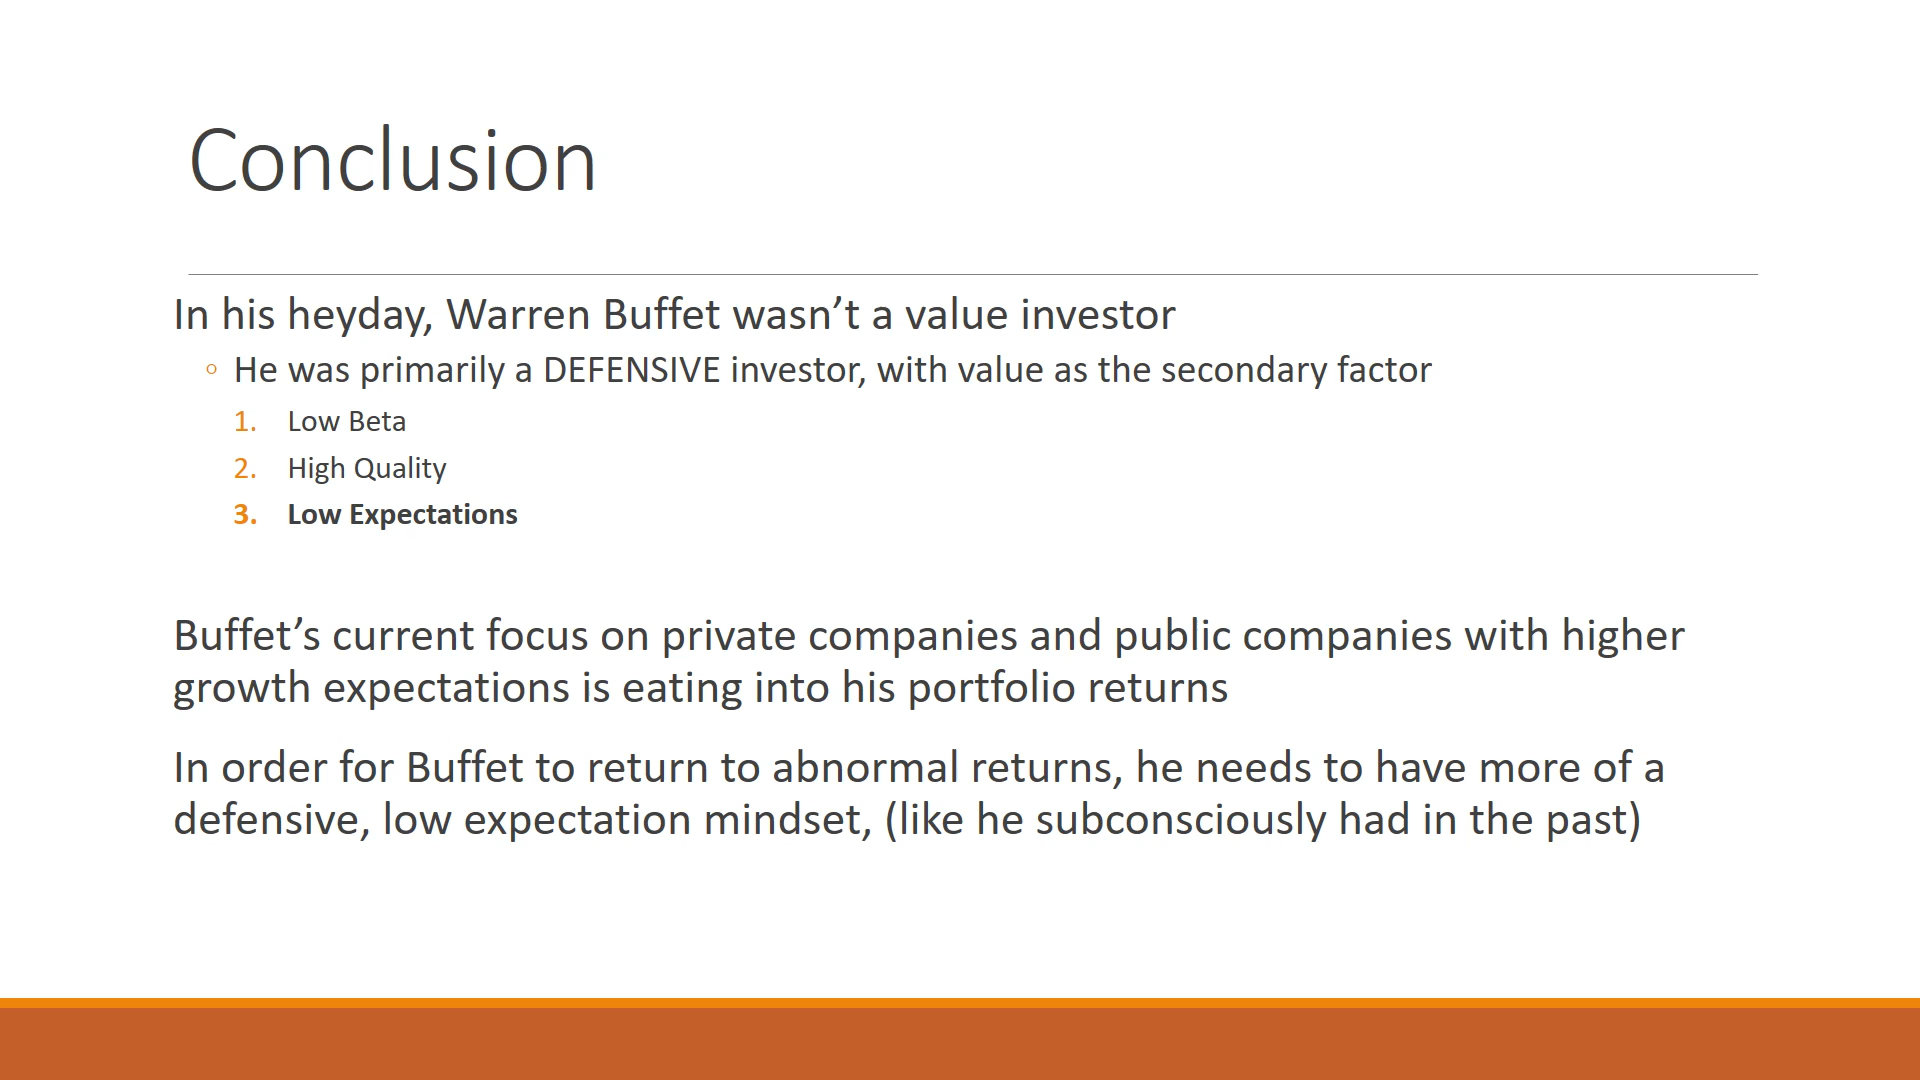 Conclusion
In his heyday, Warren Buffet wasn’t a value investor
◦ He was primarily a DEFENSIVE investor, with value as the secondary factor
1. Low Beta
2. High Quality
3. Low Expectations
Buffet’s current focus on private companies and public companies with higher
growth expectations is eating into his portfolio returns
In order for Buffet to return to abnormal returns, he needs to have more of a
defensive, low expectation mindset, (like he subconsciously had in the past)